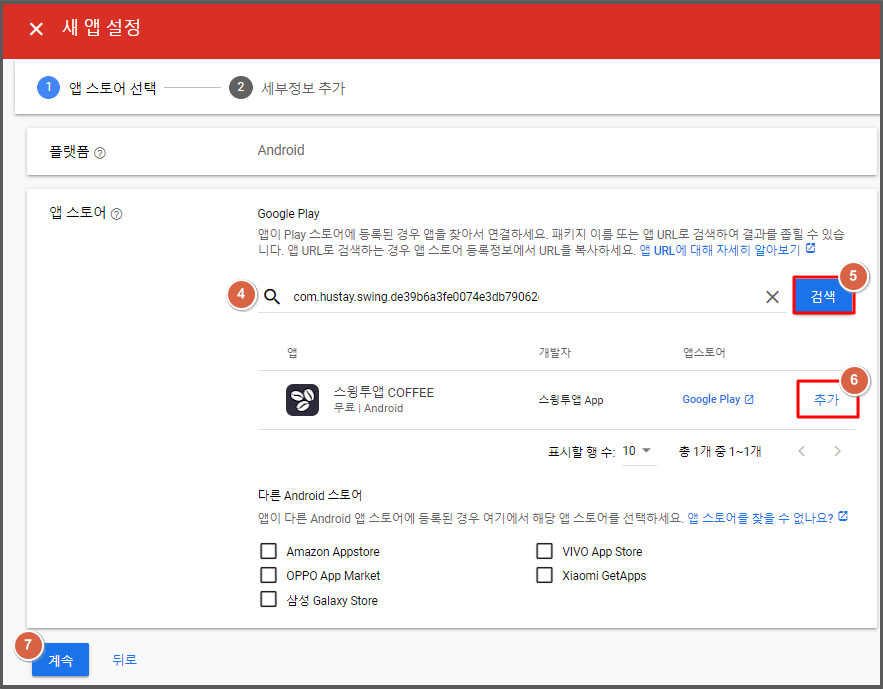 새 앱 설정
1 앱 스토어 선택 2 세부정보 추가
플랫폼 Android
앱 스토어 Google Play
앱이 Play 스토어에 등록된 경우 앱을 찾아서 연결하세요. 패키지 이름 또는 앱 URL로 검색하여 결과를 좁힐 수 있습
니다. 앱 URL로 검색하는 경우 앱 스토어 등록정보에서 URL을 복사하세요. 앱 URL에 대해 자세히 알아보기
4 com.hustay.swing.de39b6a3fe0074e3db79062 검색 5
앱 개발자 앱스토어
스윙투앱 COFFEE
무료 | Android
스윙투앱 App Google Play 추가 6
표시할 행 수: 10 총 1개 중 1~1개
다른 Android 스토어
앱이 다른 Android 앱 스토어에 등록된 경우 여기에서 해당 앱 스토어를 선택하세요. 앱 스토어를 찾을 수 없나요?
Amazon Appstore VIVO App Store
OPPO App Market Xiaomi GetApps
삼성 Galaxy Store
7 계속 뒤로